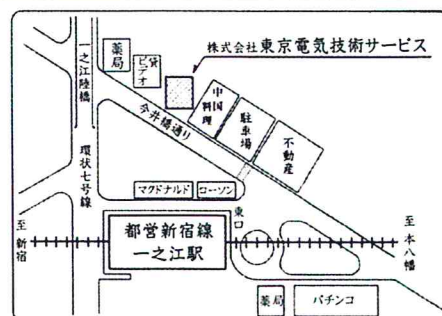 株式会社東京電気技術サービス
一之江陸橋
薬局
貸ビデオ
中国料理
駐車場
不動産
今井橋通り
環状七号線
マクドナルド
ローソン
東口
至新宿
都営新宿線
一之江駅
至本八幡
薬局
パチンコ